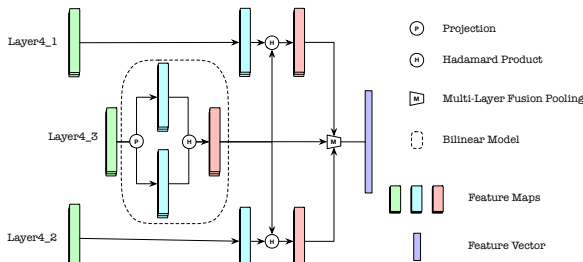 Layer4_1
H
P
Projection
H
Hadamard Product
M
Multi-Layer Fusion Pooling
Layer4_3
P
H
M
Bilinear Model
Feature Maps
Layer4_2
H
Feature Vector